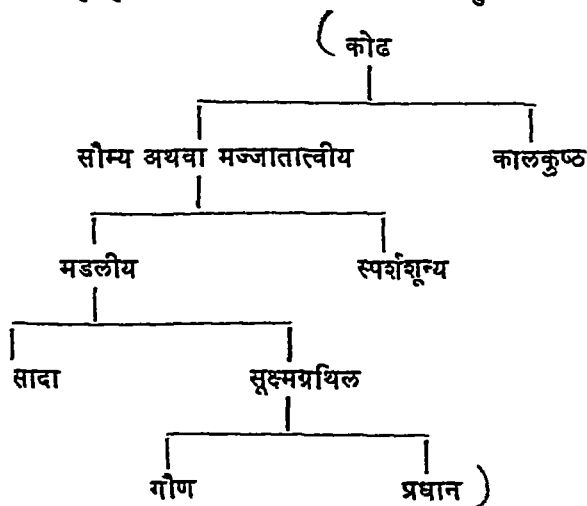 ( कोढ
सौम्य अथवा मज्जातात्वीय कालकुष्ठ
मडलीय स्पर्शशून्य
सादा सूक्ष्मग्रथिल
गौण प्रधान )